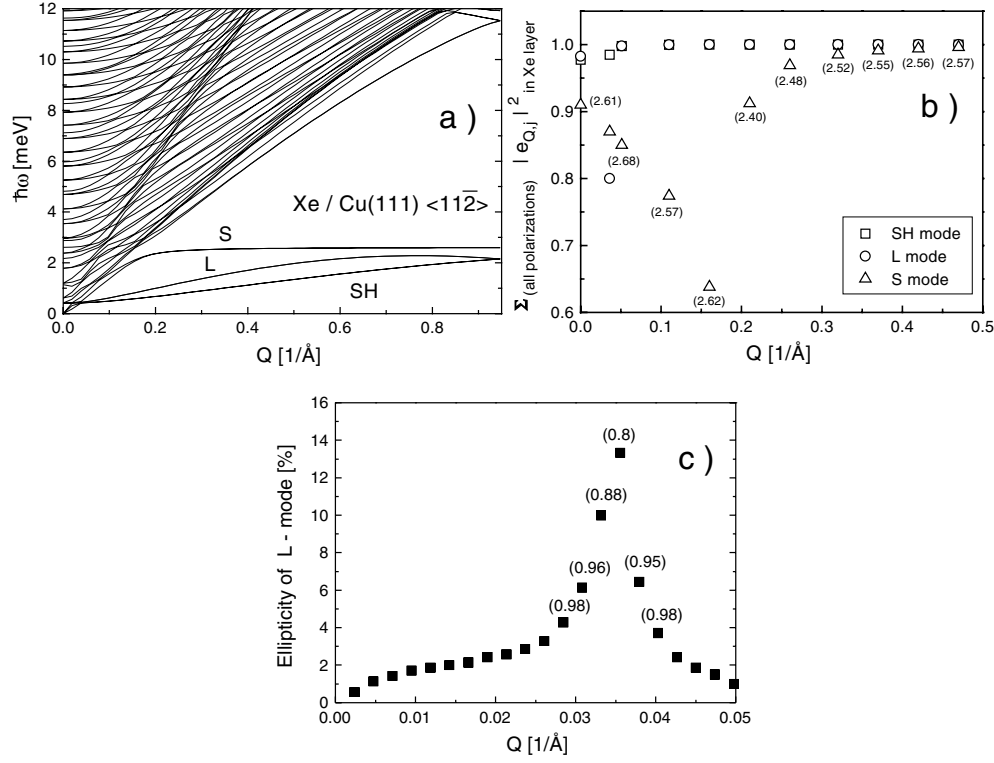 12
10
8
6
4
2
0
ħω [meV]
a )
Xe / Cu(111) <11$\overline{2}$>
S
L
SH
0.0 0.2 0.4 0.6 0.8
Q [1/Å]
1.0
0.9
0.8
0.7
0.6
Σ(all polarizations) | e_{Q,j} |² in Xe layer
b )
(2.61)
(2.68)
(2.57)
(2.62)
(2.40)
(2.48)
(2.52)
(2.55)
(2.56)
(2.57)
SH mode
L mode
S mode
0.0 0.1 0.2 0.3 0.4 0.5
Q [1/Å]
16
14
12
10
8
6
4
2
0
Ellipticity of L - mode [%]
c )
(0.8)
(0.88)
(0.96)
(0.95)
(0.98)
(0.98)
0.00 0.01 0.02 0.03 0.04 0.05
Q [1/Å]